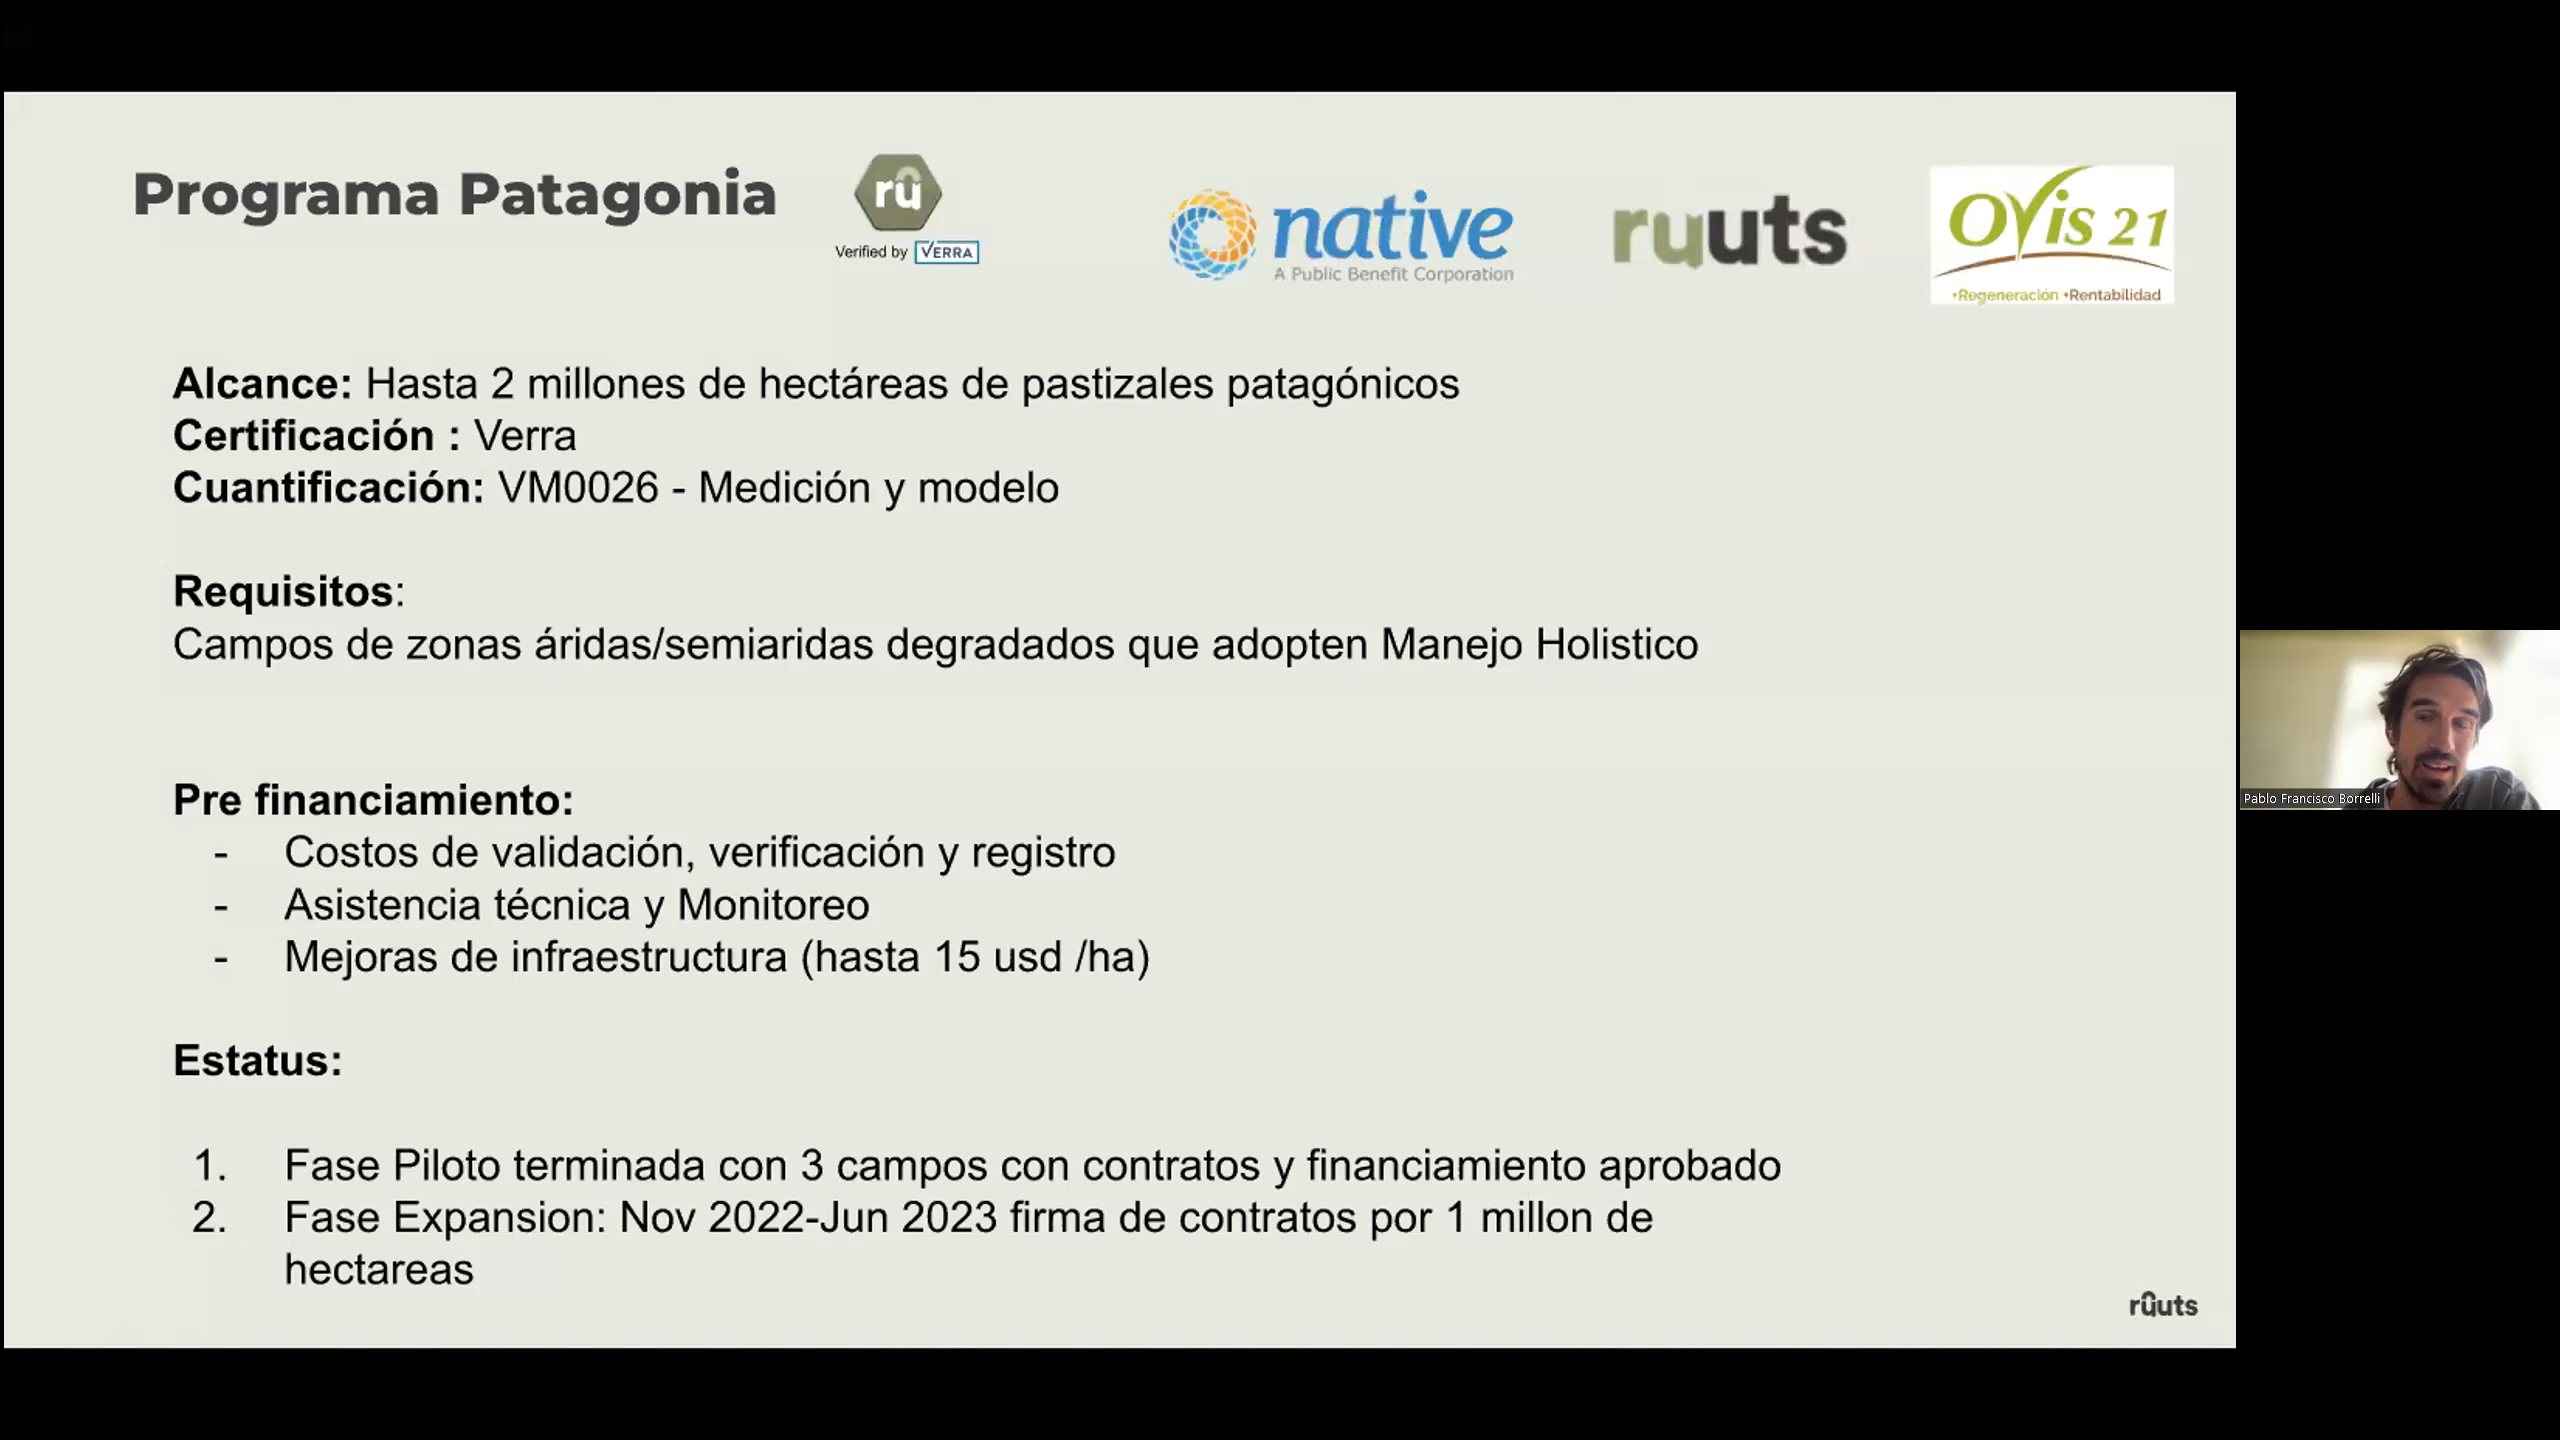 Programa Patagonia
rû
Verified by VERRA
native
A Public Benefit Corporation
ruuts
OVis 21
•Regeneración •Rentabilidad
Alcance: Hasta 2 millones de hectáreas de pastizales patagónicos
Certificación : Verra
Cuantificación: VM0026 - Medición y modelo
Requisitos:
Campos de zonas áridas/semiaridas degradados que adopten Manejo Holistico
Pre financiamiento:
- Costos de validación, verificación y registro
- Asistencia técnica y Monitoreo
- Mejoras de infraestructura (hasta 15 usd /ha)
Estatus:
1. Fase Piloto terminada con 3 campos con contratos y financiamiento aprobado
2. Fase Expansion: Nov 2022-Jun 2023 firma de contratos por 1 millon de
hectareas
rûuts
Pablo Francisco Borrelli